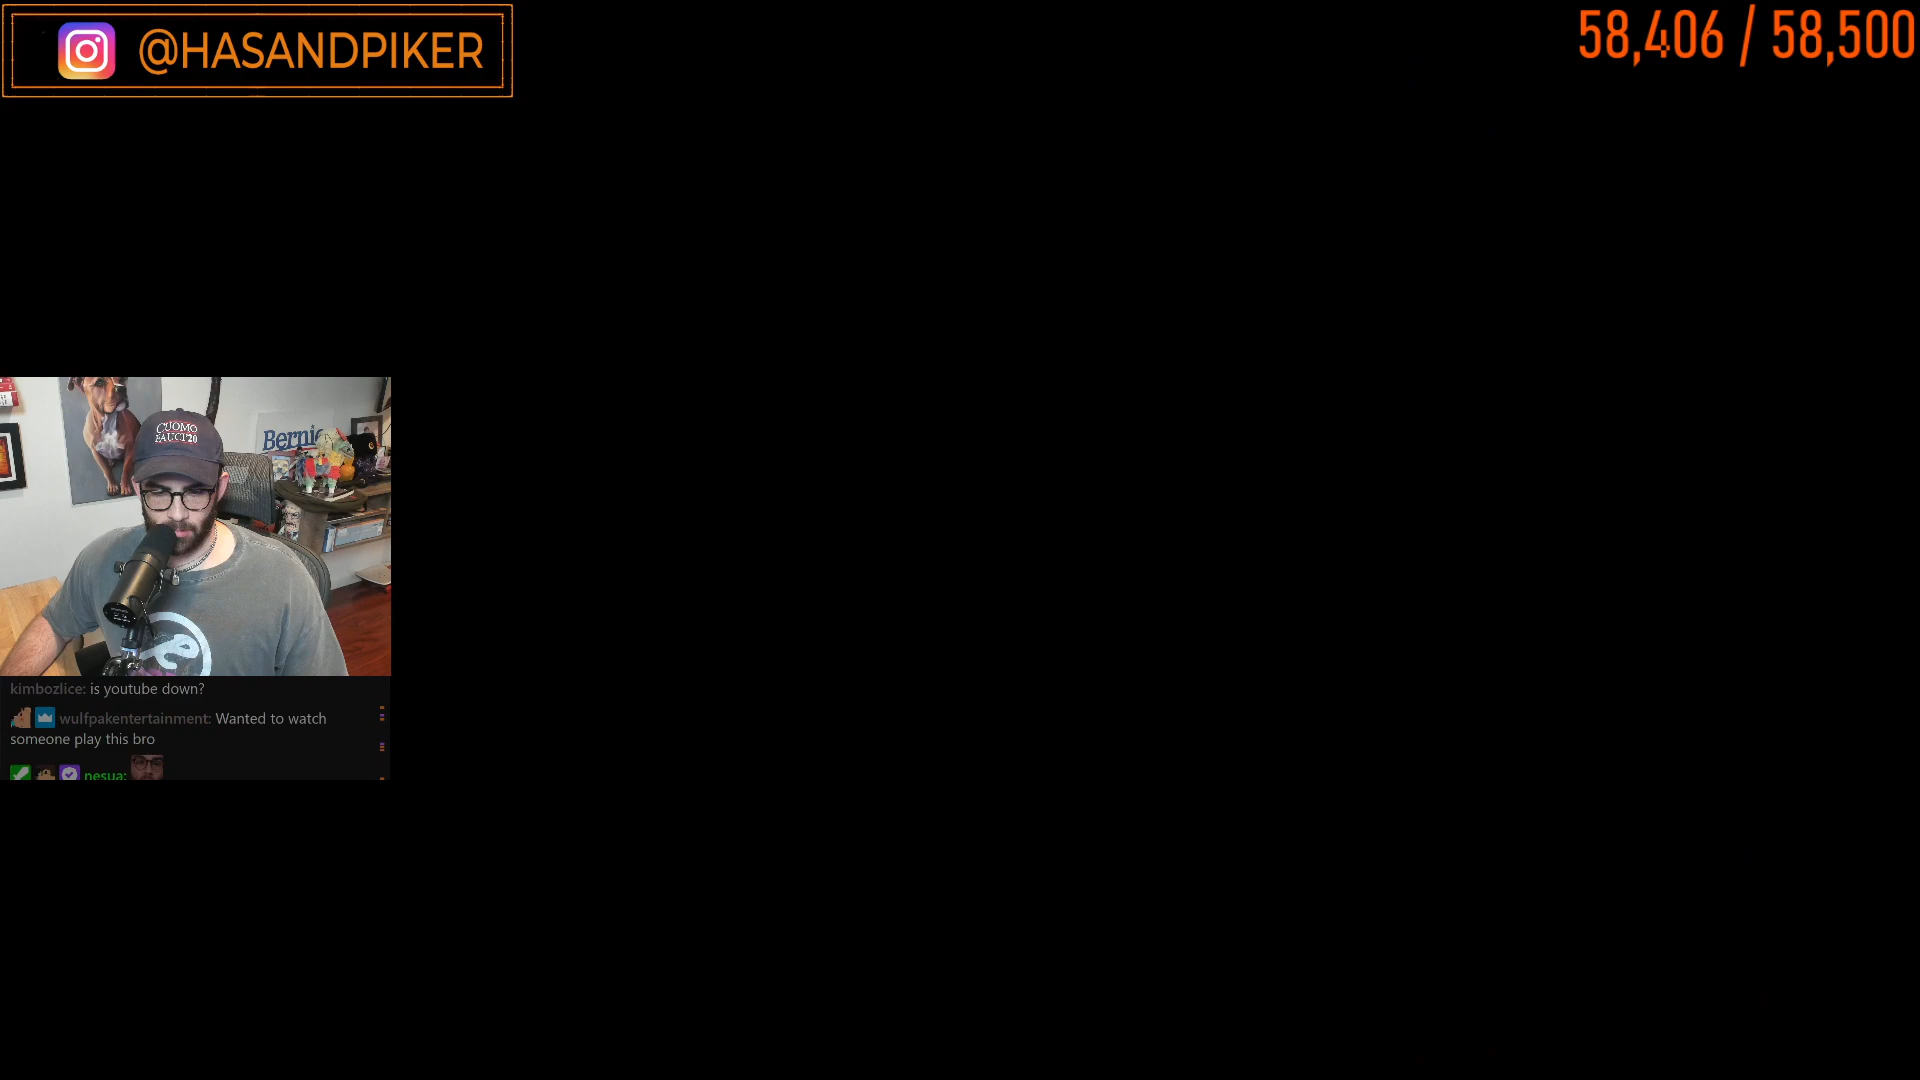 @HASANDPIKER
58,406 / 58,500
CUOMO
FAUCI '20
Bernie
kimbozlice: is youtube down?
wulfpakentertainment: Wanted to watch
someone play this bro
nesua: